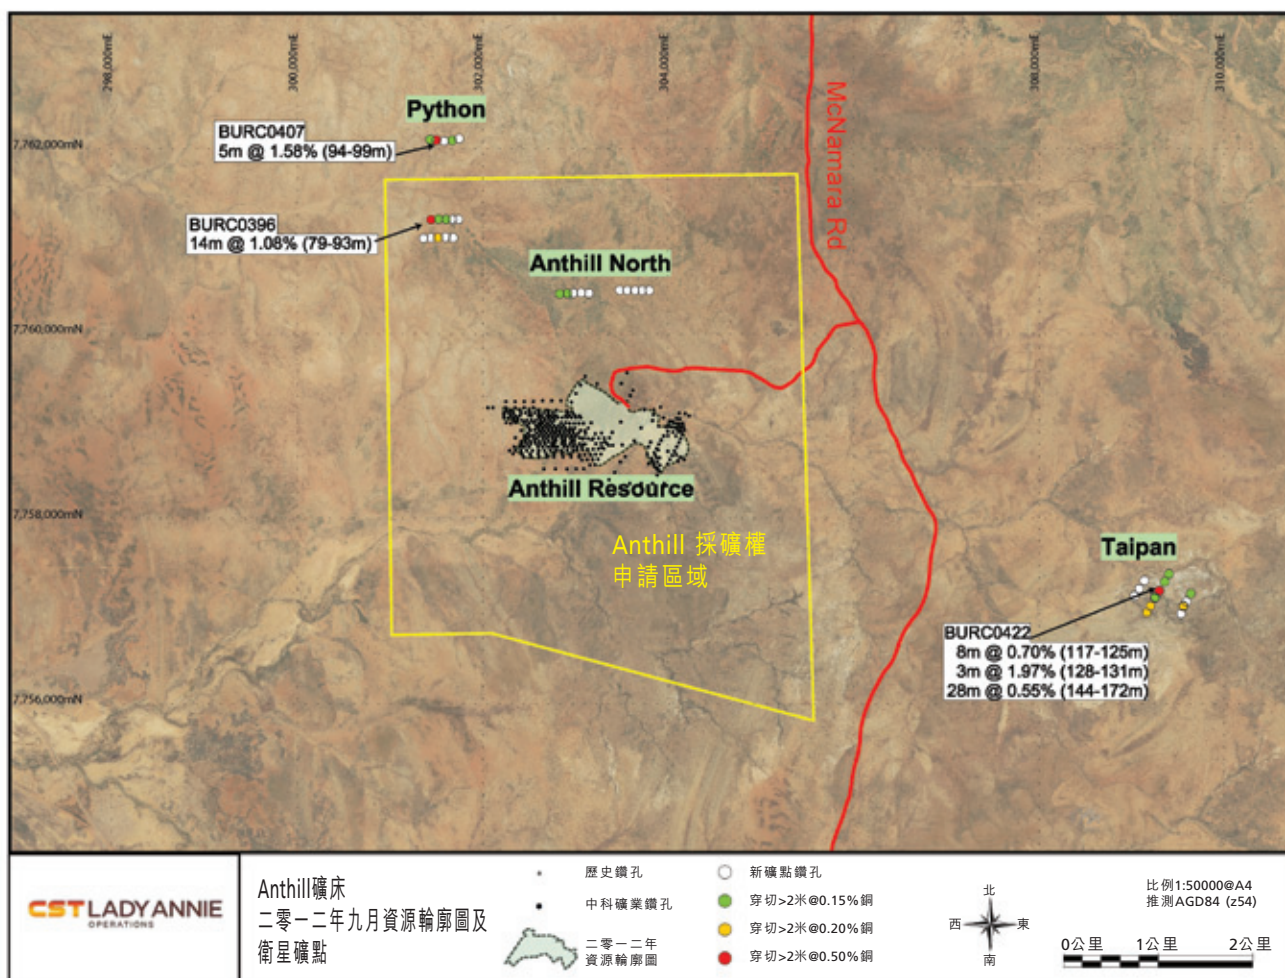 298,000mE
300,000mE
302,000mE
304,000mE
308,000mE
310,000mE
Python
BURC0407
5m @ 1.58% (94-99m)
7,762,000mN
McNamara Rd
BURC0396
14m @ 1.08% (79-93m)
Anthill North
7,760,000mN
Anthill Resource
7,758,000mN
Anthill 採礦權
申請區域
Taipan
BURC0422
8m @ 0.70% (117-125m)
3m @ 1.97% (128-131m)
28m @ 0.55% (144-172m)
7,756,000mN
CST LADY ANNIE
OPERATIONS
Anthill礦床
二零一二年九月資源輪廓圖及
衛星礦點
歷史鑽孔
中科礦業鑽孔
二零一二年
資源輪廓圖
新礦點鑽孔
穿切>2米@0.15%銅
穿切>2米@0.20%銅
穿切>2米@0.50%銅
北
西
東
南
比例1:50000@A4
推測AGD84 (z54)
0公里 1公里 2公里